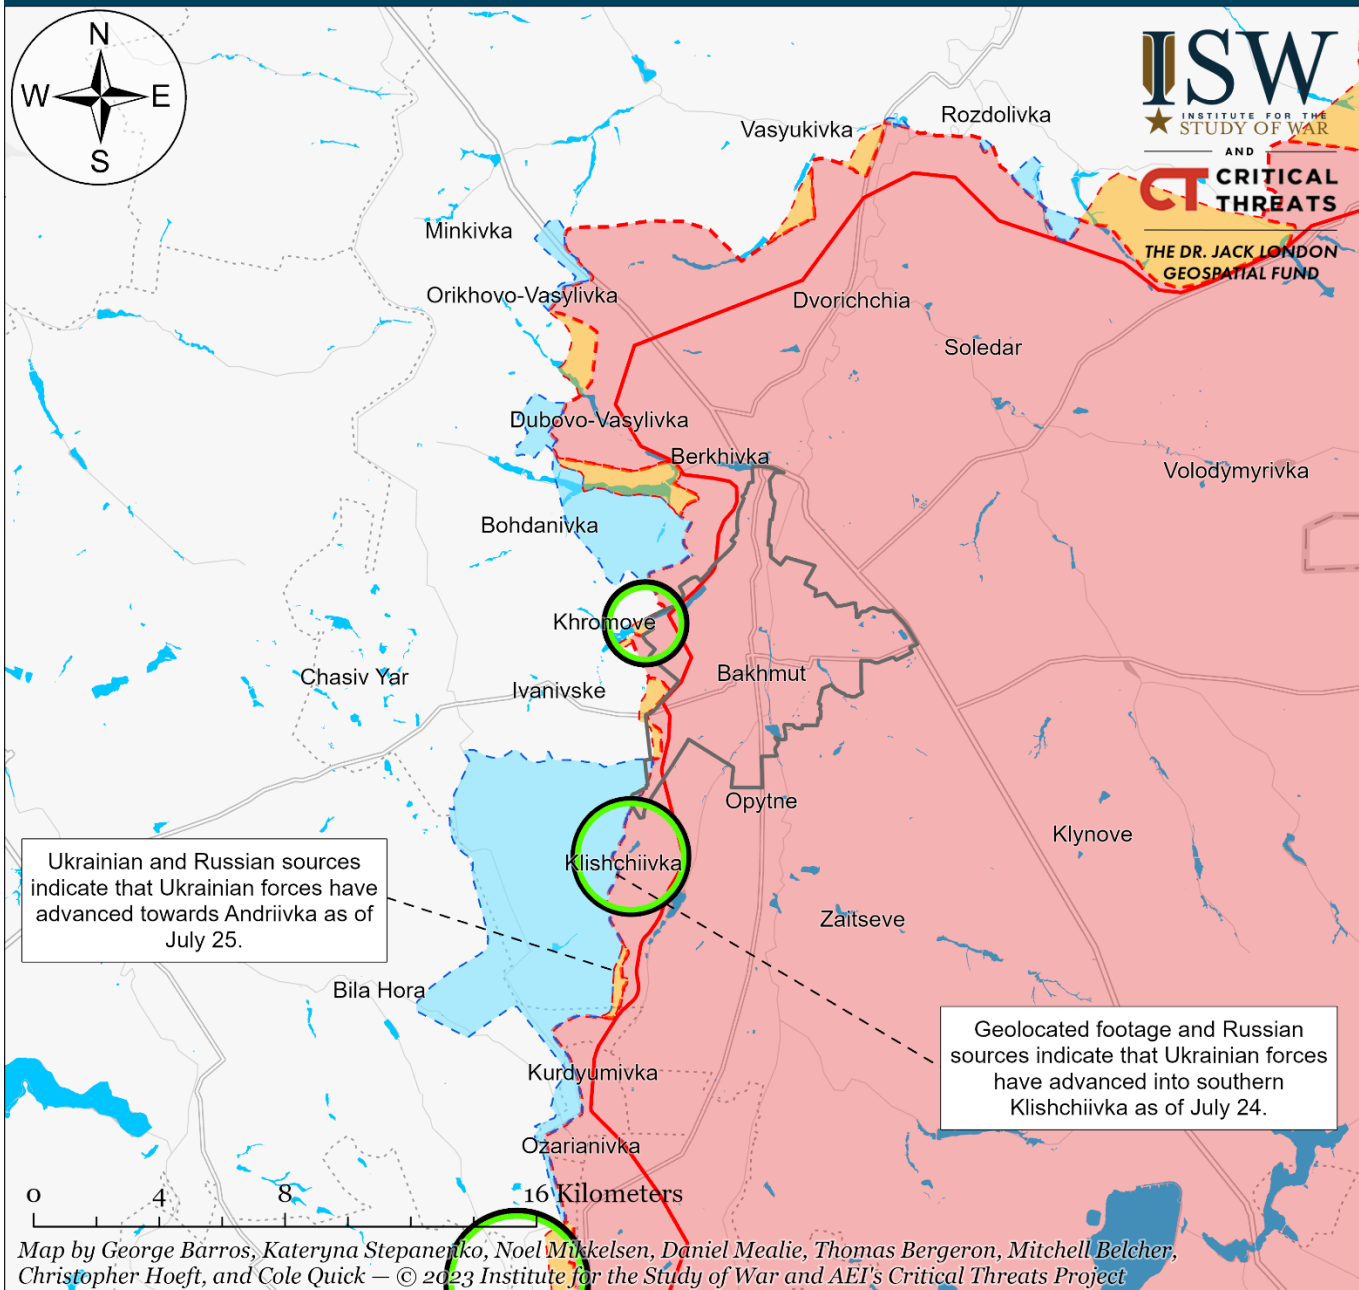 N
W
E
S
ISW
INSTITUTE FOR THE
STUDY OF WAR
AND
CT CRITICAL
THREATS
THE DR. JACK LONDON
GEOSPATIAL FUND
Rozdolivka
Vasyukivka
Minkivka
Orikhovo-Vasylivka
Dvorichchia
Soledar
Dubovo-Vasylivka
Berkhivka
Volodymyrivka
Bohdanivka
Khromove
Chasiv Yar
Ivanivske
Bakhmut
Opytne
Klynove
Klishchiivka
Ukrainian and Russian sources
indicate that Ukrainian forces have
advanced towards Andriivka as of
July 25.
Zaitseve
Bila Hora
Geolocated footage and Russian
sources indicate that Ukrainian forces
have advanced into southern
Klishchiivka as of July 24.
Kurdyumivka
Ozarianivka
0 4 8 16 Kilometers
Map by George Barros, Kateryna Stepanenko, Noel Mikkelsen, Daniel Mealie, Thomas Bergeron, Mitchell Belcher,
Christopher Hoeft, and Cole Quick — © 2023 Institute for the Study of War and AEI's Critical Threats Project